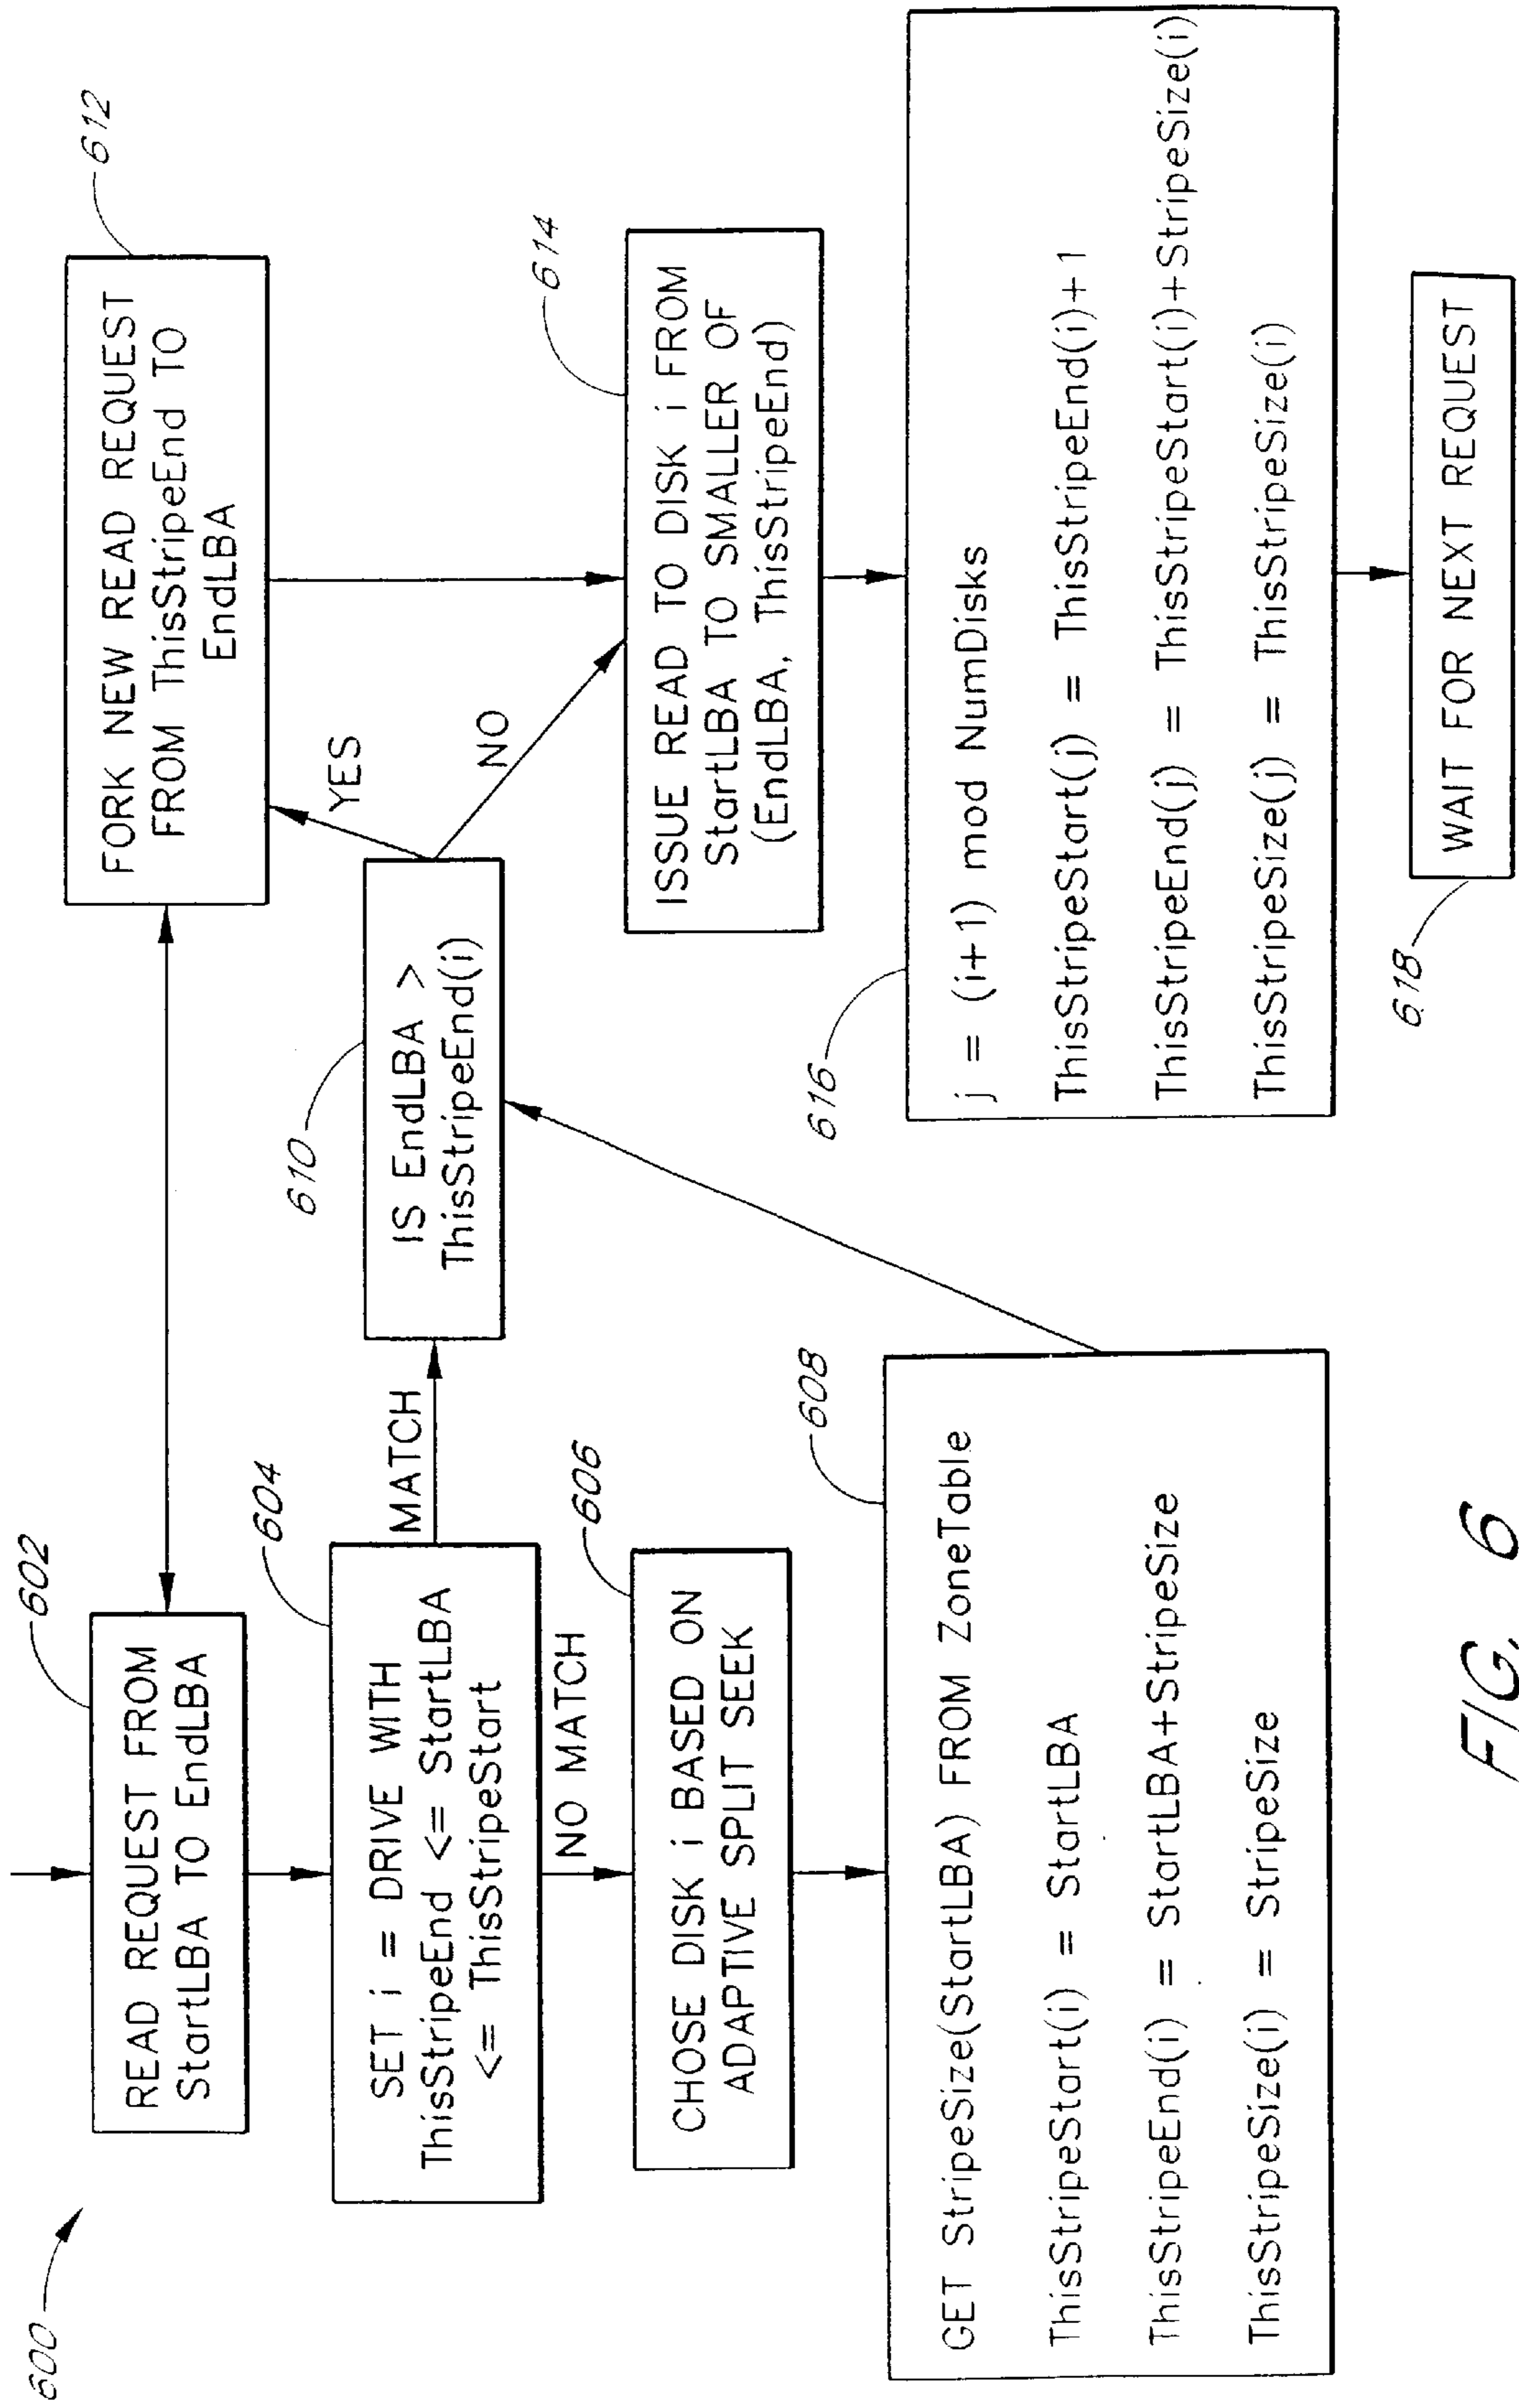 600
602
READ REQUEST FROM
StartLBA TO EndLBA
604
SET i = DRIVE WITH
ThisStripeEnd <= StartLBA
<= ThisStripeStart
MATCH
NO MATCH
606
CHOSE DISK i BASED ON
ADAPTIVE SPLIT SEEK
608
GET StripeSize(StartLBA) FROM ZoneTable
ThisStripeStart(i) = StartLBA
ThisStripeEnd(i) = StartLBA+StripeSize
ThisStripeSize(i) = StripeSize
610
IS EndLBA >
ThisStripeEnd(i)
YES
NO
612
FORK NEW READ REQUEST
FROM ThisStripeEnd TO
EndLBA
614
ISSUE READ TO DISK i FROM
StartLBA TO SMALLER OF
(EndLBA, ThisStripeEnd)
616
j = (i+1) mod NumDisks
ThisStripeStart(j) = ThisStripeEnd(i)+1
ThisStripeEnd(j) = ThisStripeStart(i)+StripeSize(i)
ThisStripeSize(j) = ThisStripeSize(i)
618
WAIT FOR NEXT REQUEST
FIG. 6